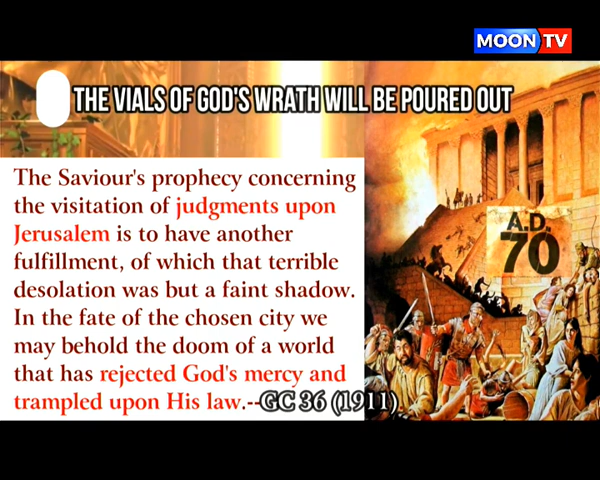 MOON TV
THE VIALS OF GOD'S WRATH WILL BE POURED OUT
The Saviour's prophecy concerning
the visitation of judgments upon
Jerusalem is to have another
fulfillment, of which that terrible
desolation was but a faint shadow.
In the fate of the chosen city we
may behold the doom of a world
that has rejected God's mercy and
trampled upon His law.--GC 36 (1911)
A.D.
70